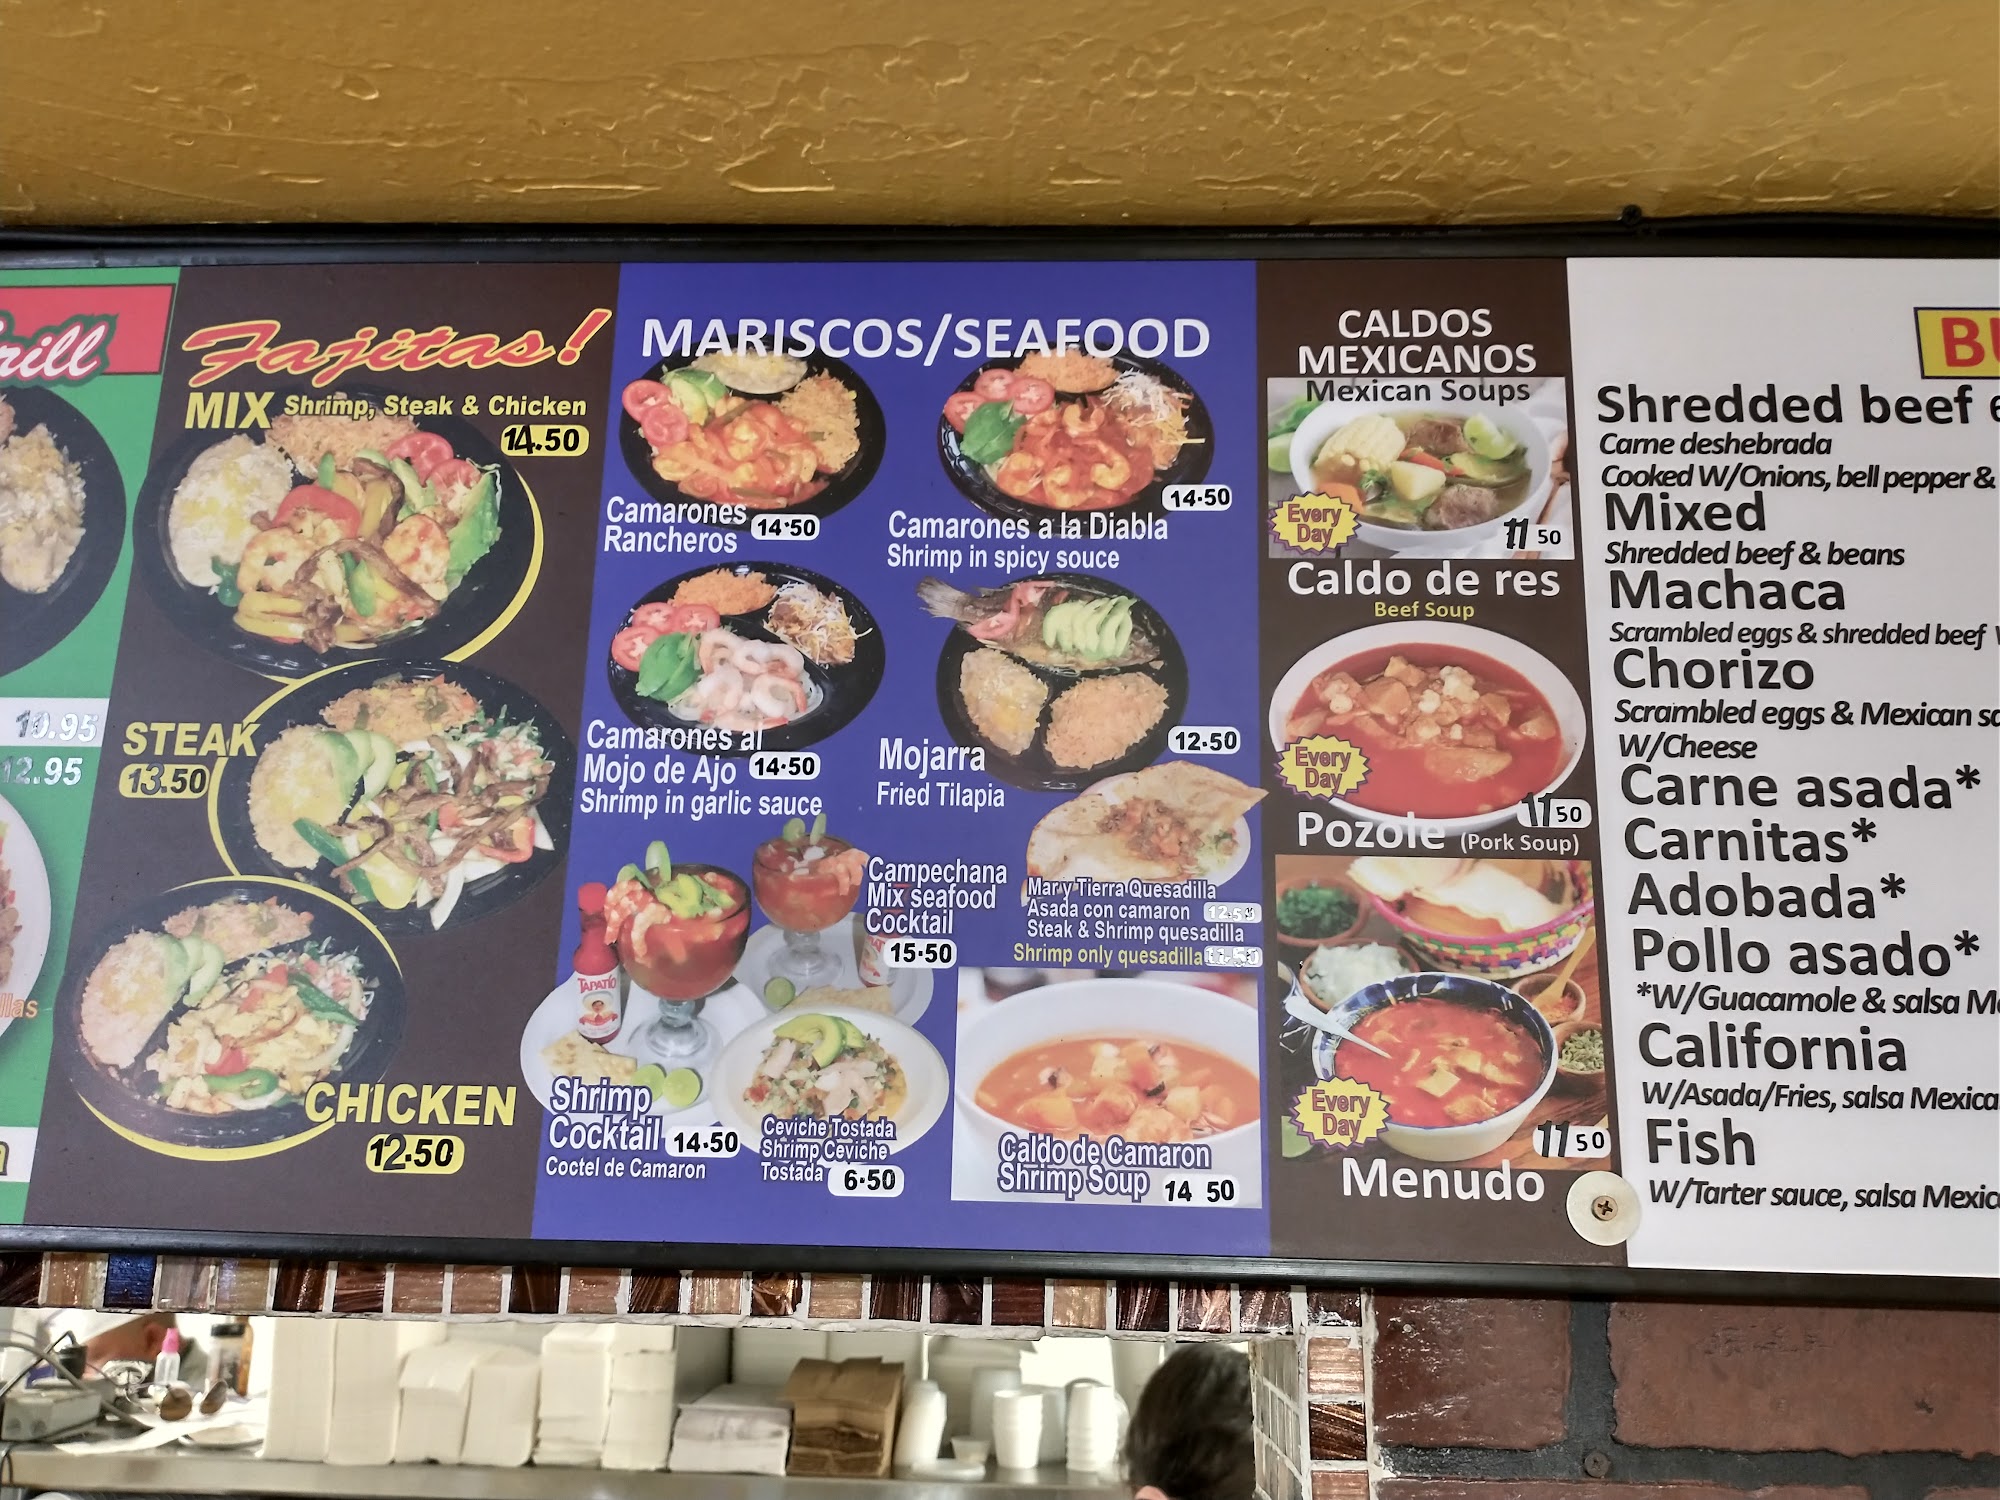 10.95
12.95
Fajitas!
MIX Shrimp, Steak & Chicken
14.50
STEAK
13.50
CHICKEN
12.50
MARISCOS/SEAFOOD
Camarones
Rancheros 14.50
14.50
Camarones a la Diabla
Shrimp in spicy souce
Camarones al
Mojo de Ajo 14.50
Shrimp in garlic sauce
12.50
Mojarra
Fried Tilapia
Campechana
Mix seafood
Cocktail
15.50
Mar y Tierra Quesadilla
Asada con camaron 12.53
Steak & Shrimp quesadilla
Shrimp only quesadilla
TAPATIO
Shrimp
Cocktail 14.50
Coctel de Camaron
Ceviche Tostada
Shrimp Ceviche
Tostada 6.50
Caldo de Camaron
Shrimp Soup 14 50
CALDOS
MEXICANOS
Mexican Soups
Every
Day
11 50
Caldo de res
Beef Soup
Every
Day
11 50
Pozole (Pork Soup)
Every
Day
11 50
Menudo
Shredded beef
Carne deshebrada
Cooked W/Onions, bell pepper &
Mixed
Shredded beef & beans
Machaca
Scrambled eggs & shredded beef
Chorizo
Scrambled eggs & Mexican
W/Cheese
Carne asada*
Carnitas*
Adobada*
Pollo asado*
*W/Guacamole & salsa
California
W/Asada/Fries, salsa
Fish
W/Tarter sauce, salsa